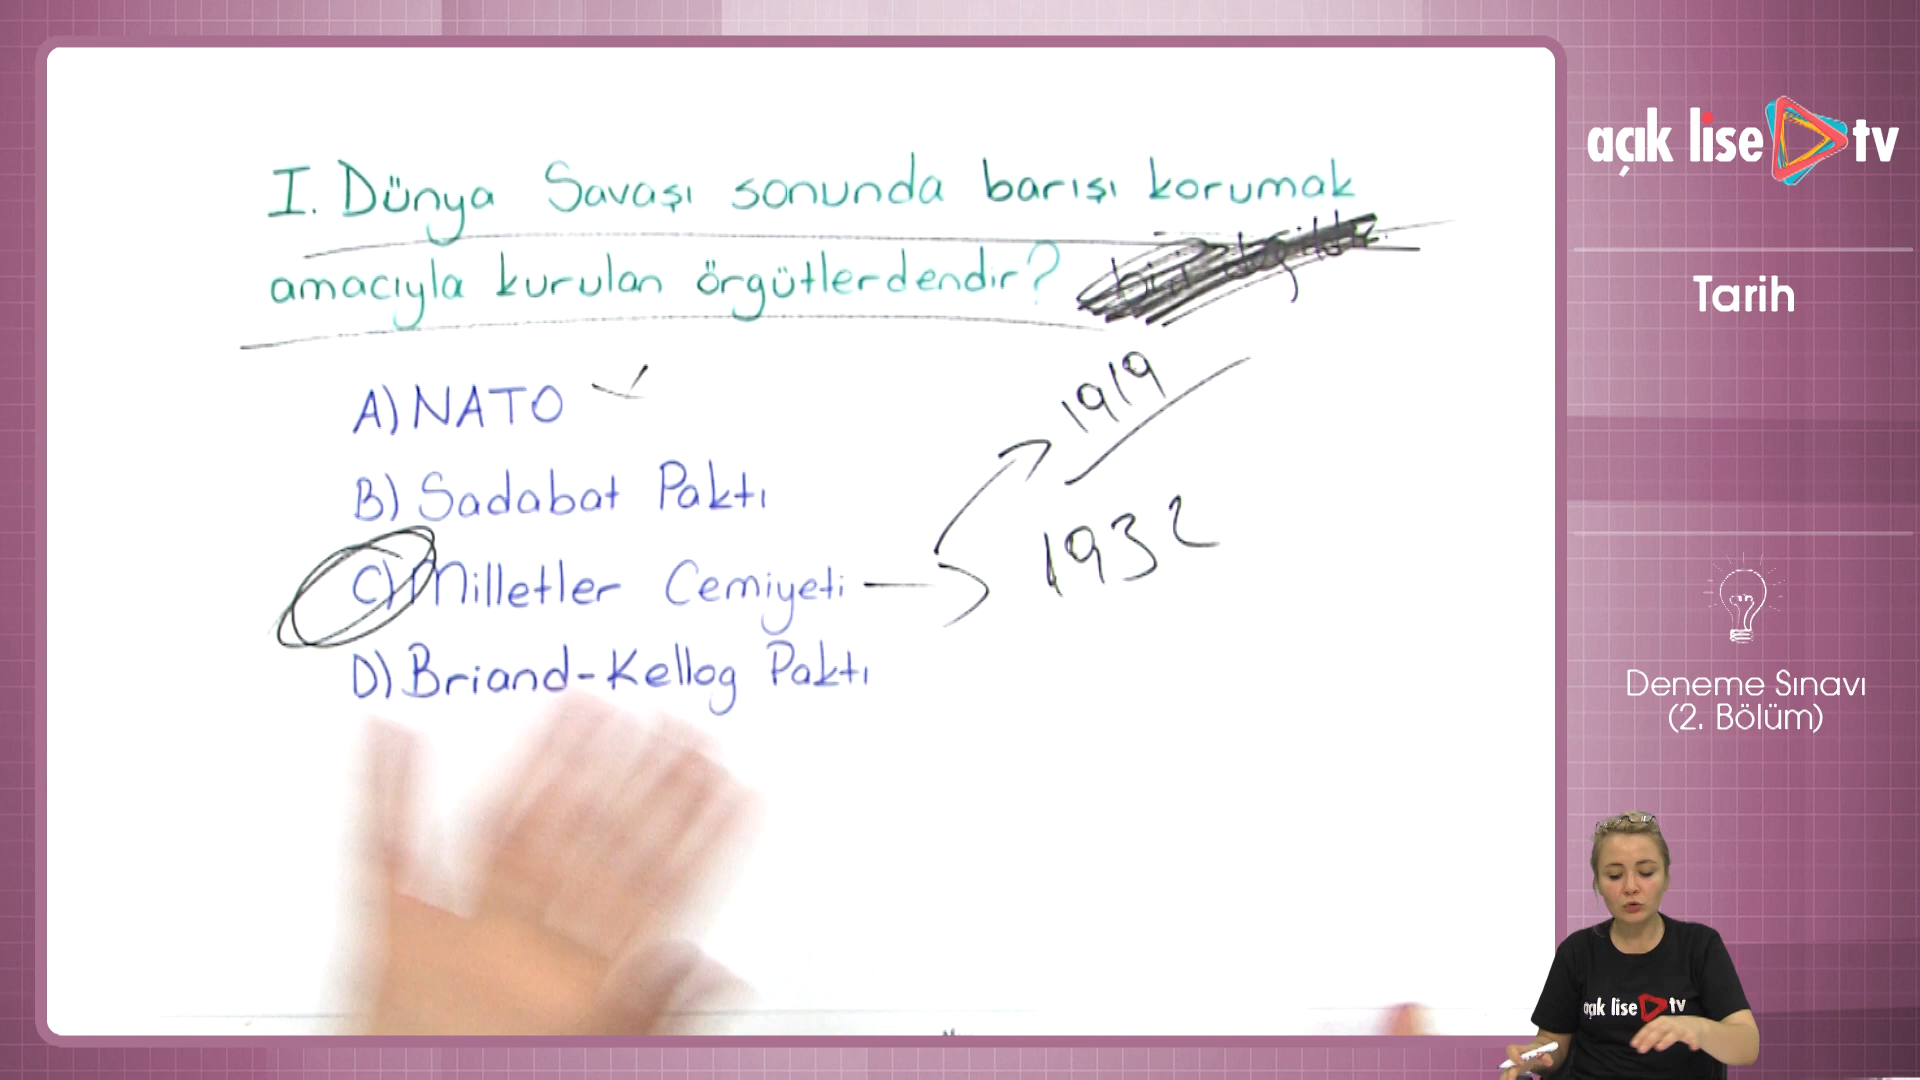 I. Dünya Savaşı sonunda barışı korumak
amacıyla kurulan örgütlerdendir?
A) NATO
B) Sadabat Paktı
C) Milletler Cemiyeti
D) Briand-Kellog Paktı
1919
1932
açık lise tv
Tarih
Deneme Sınavı
(2. Bölüm)
açık lise tv